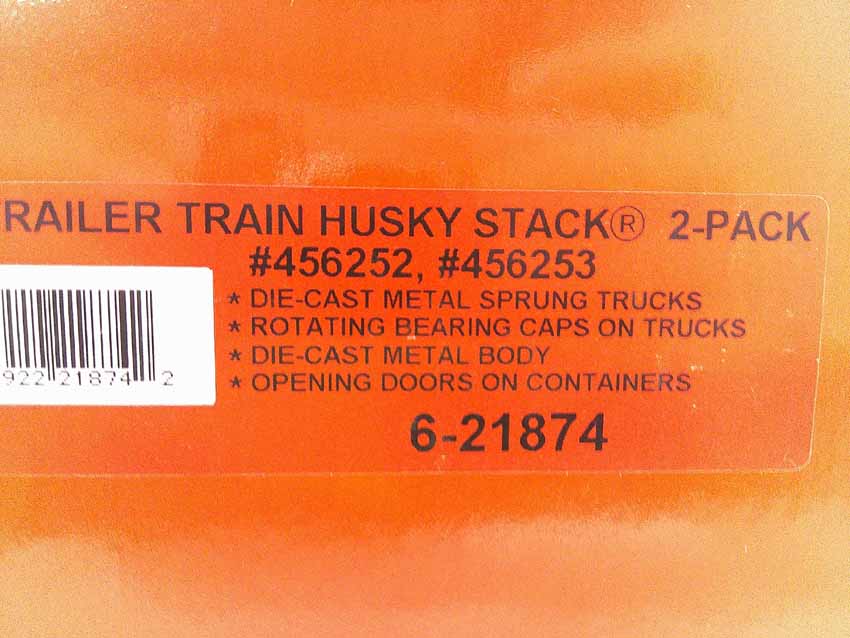 RAILER TRAIN HUSKY STACK® 2-PACK
#456252, #456253
* DIE-CAST METAL SPRUNG TRUCKS
* ROTATING BEARING CAPS ON TRUCKS
* DIE-CAST METAL BODY
* OPENING DOORS ON CONTAINERS
922 21874 2
6-21874